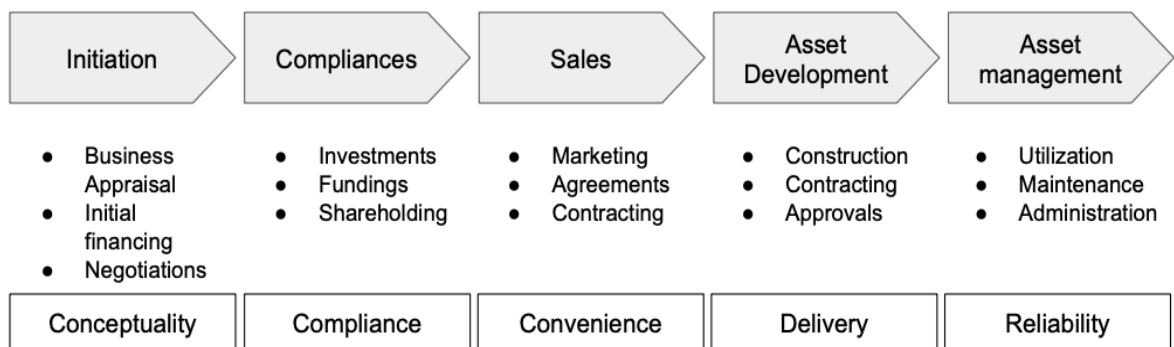 Initiation
Compliances
Sales
Asset
Development
Asset
management
● Business
Appraisal
● Initial
financing
● Negotiations
● Investments
● Fundings
● Shareholding
● Marketing
● Agreements
● Contracting
● Construction
● Contracting
● Approvals
● Utilization
● Maintenance
● Administration
Conceptuality
Compliance
Convenience
Delivery
Reliability